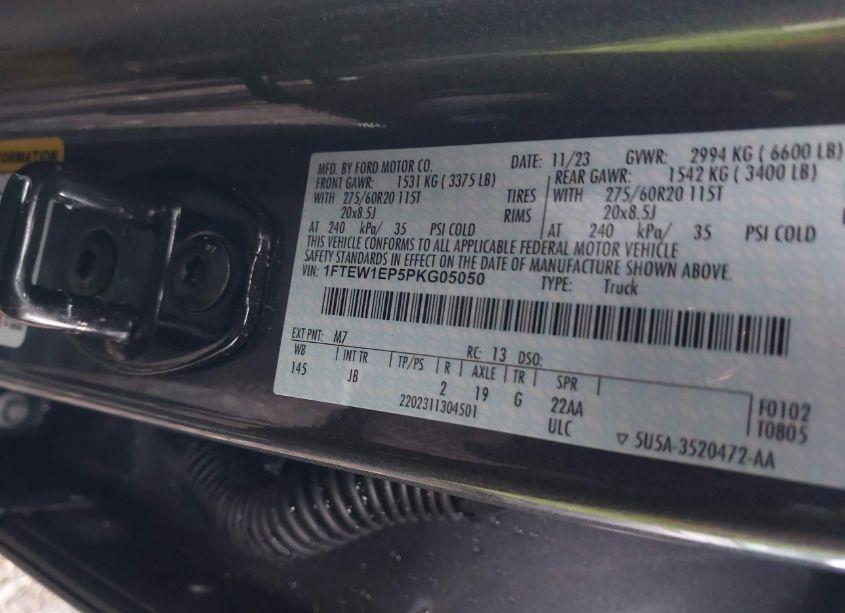 FORMATION
MFD. BY FORD MOTOR CO. DATE: 11/23 GVWR: 2994 KG ( 6600 LB)
FRONT GAWR: 1531 KG ( 3375 LB) REAR GAWR: 1542 KG ( 3400 LB)
WITH 275/60R20 115T TIRES WITH 275/60R20 115T
20x8.5J RIMS 20x8.5J
AT 240 kPa/ 35 PSI COLD AT 240 kPa/ 35 PSI COLD
THIS VEHICLE CONFORMS TO ALL APPLICABLE FEDERAL MOTOR VEHICLE
SAFETY STANDARDS IN EFFECT ON THE DATE OF MANUFACTURE SHOWN ABOVE.
VIN: 1FTEW1EP5PKG05050 TYPE: Truck
EXT PNT: M7 RC: 13 DSO:
WB INT TR TP/PS R AXLE TR SPR
145 JB 2 19 G 22AA F0102
2202311304501 ULC T0805
▽ 5U5A-3520472-AA